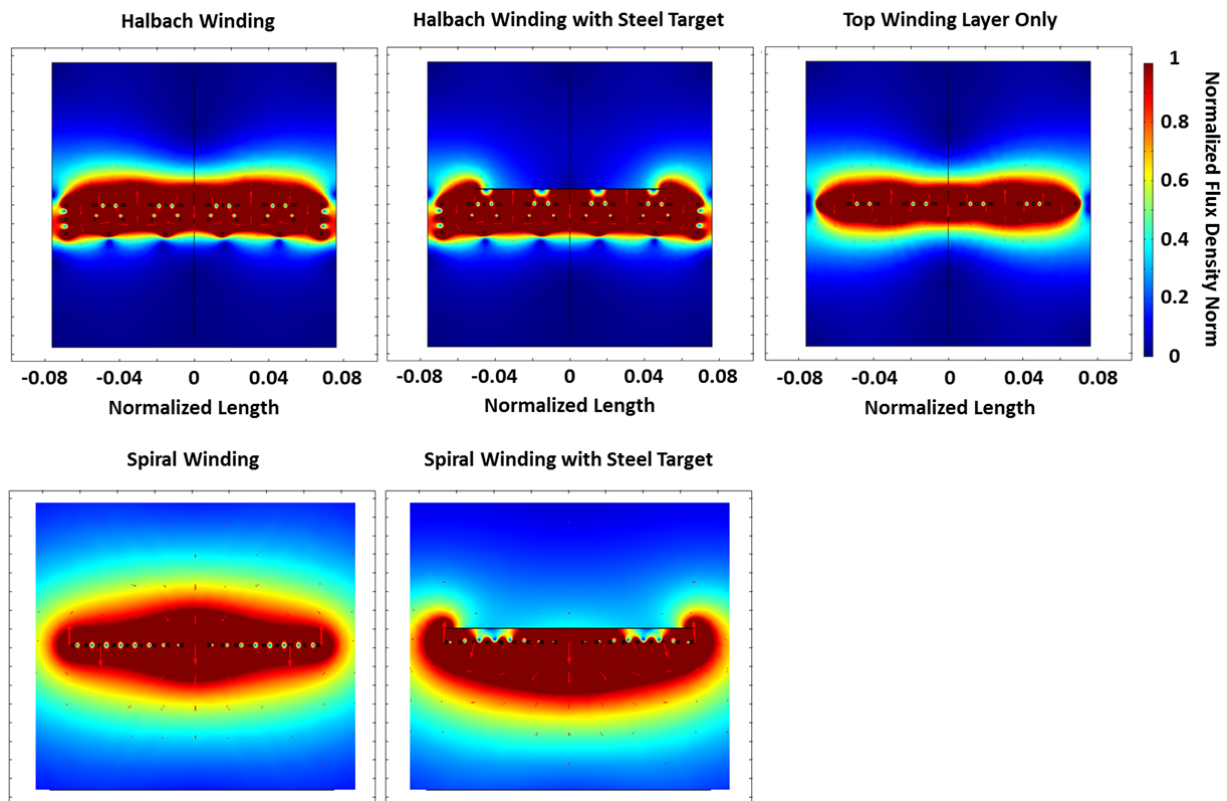 Halbach Winding
Halbach Winding with Steel Target
Top Winding Layer Only
1
0.8
0.6
0.4
0.2
0
Normalized Flux Density Norm
-0.08 -0.04 0 0.04 0.08
Normalized Length
-0.08 -0.04 0 0.04 0.08
Normalized Length
-0.08 -0.04 0 0.04 0.08
Normalized Length
Spiral Winding
Spiral Winding with Steel Target